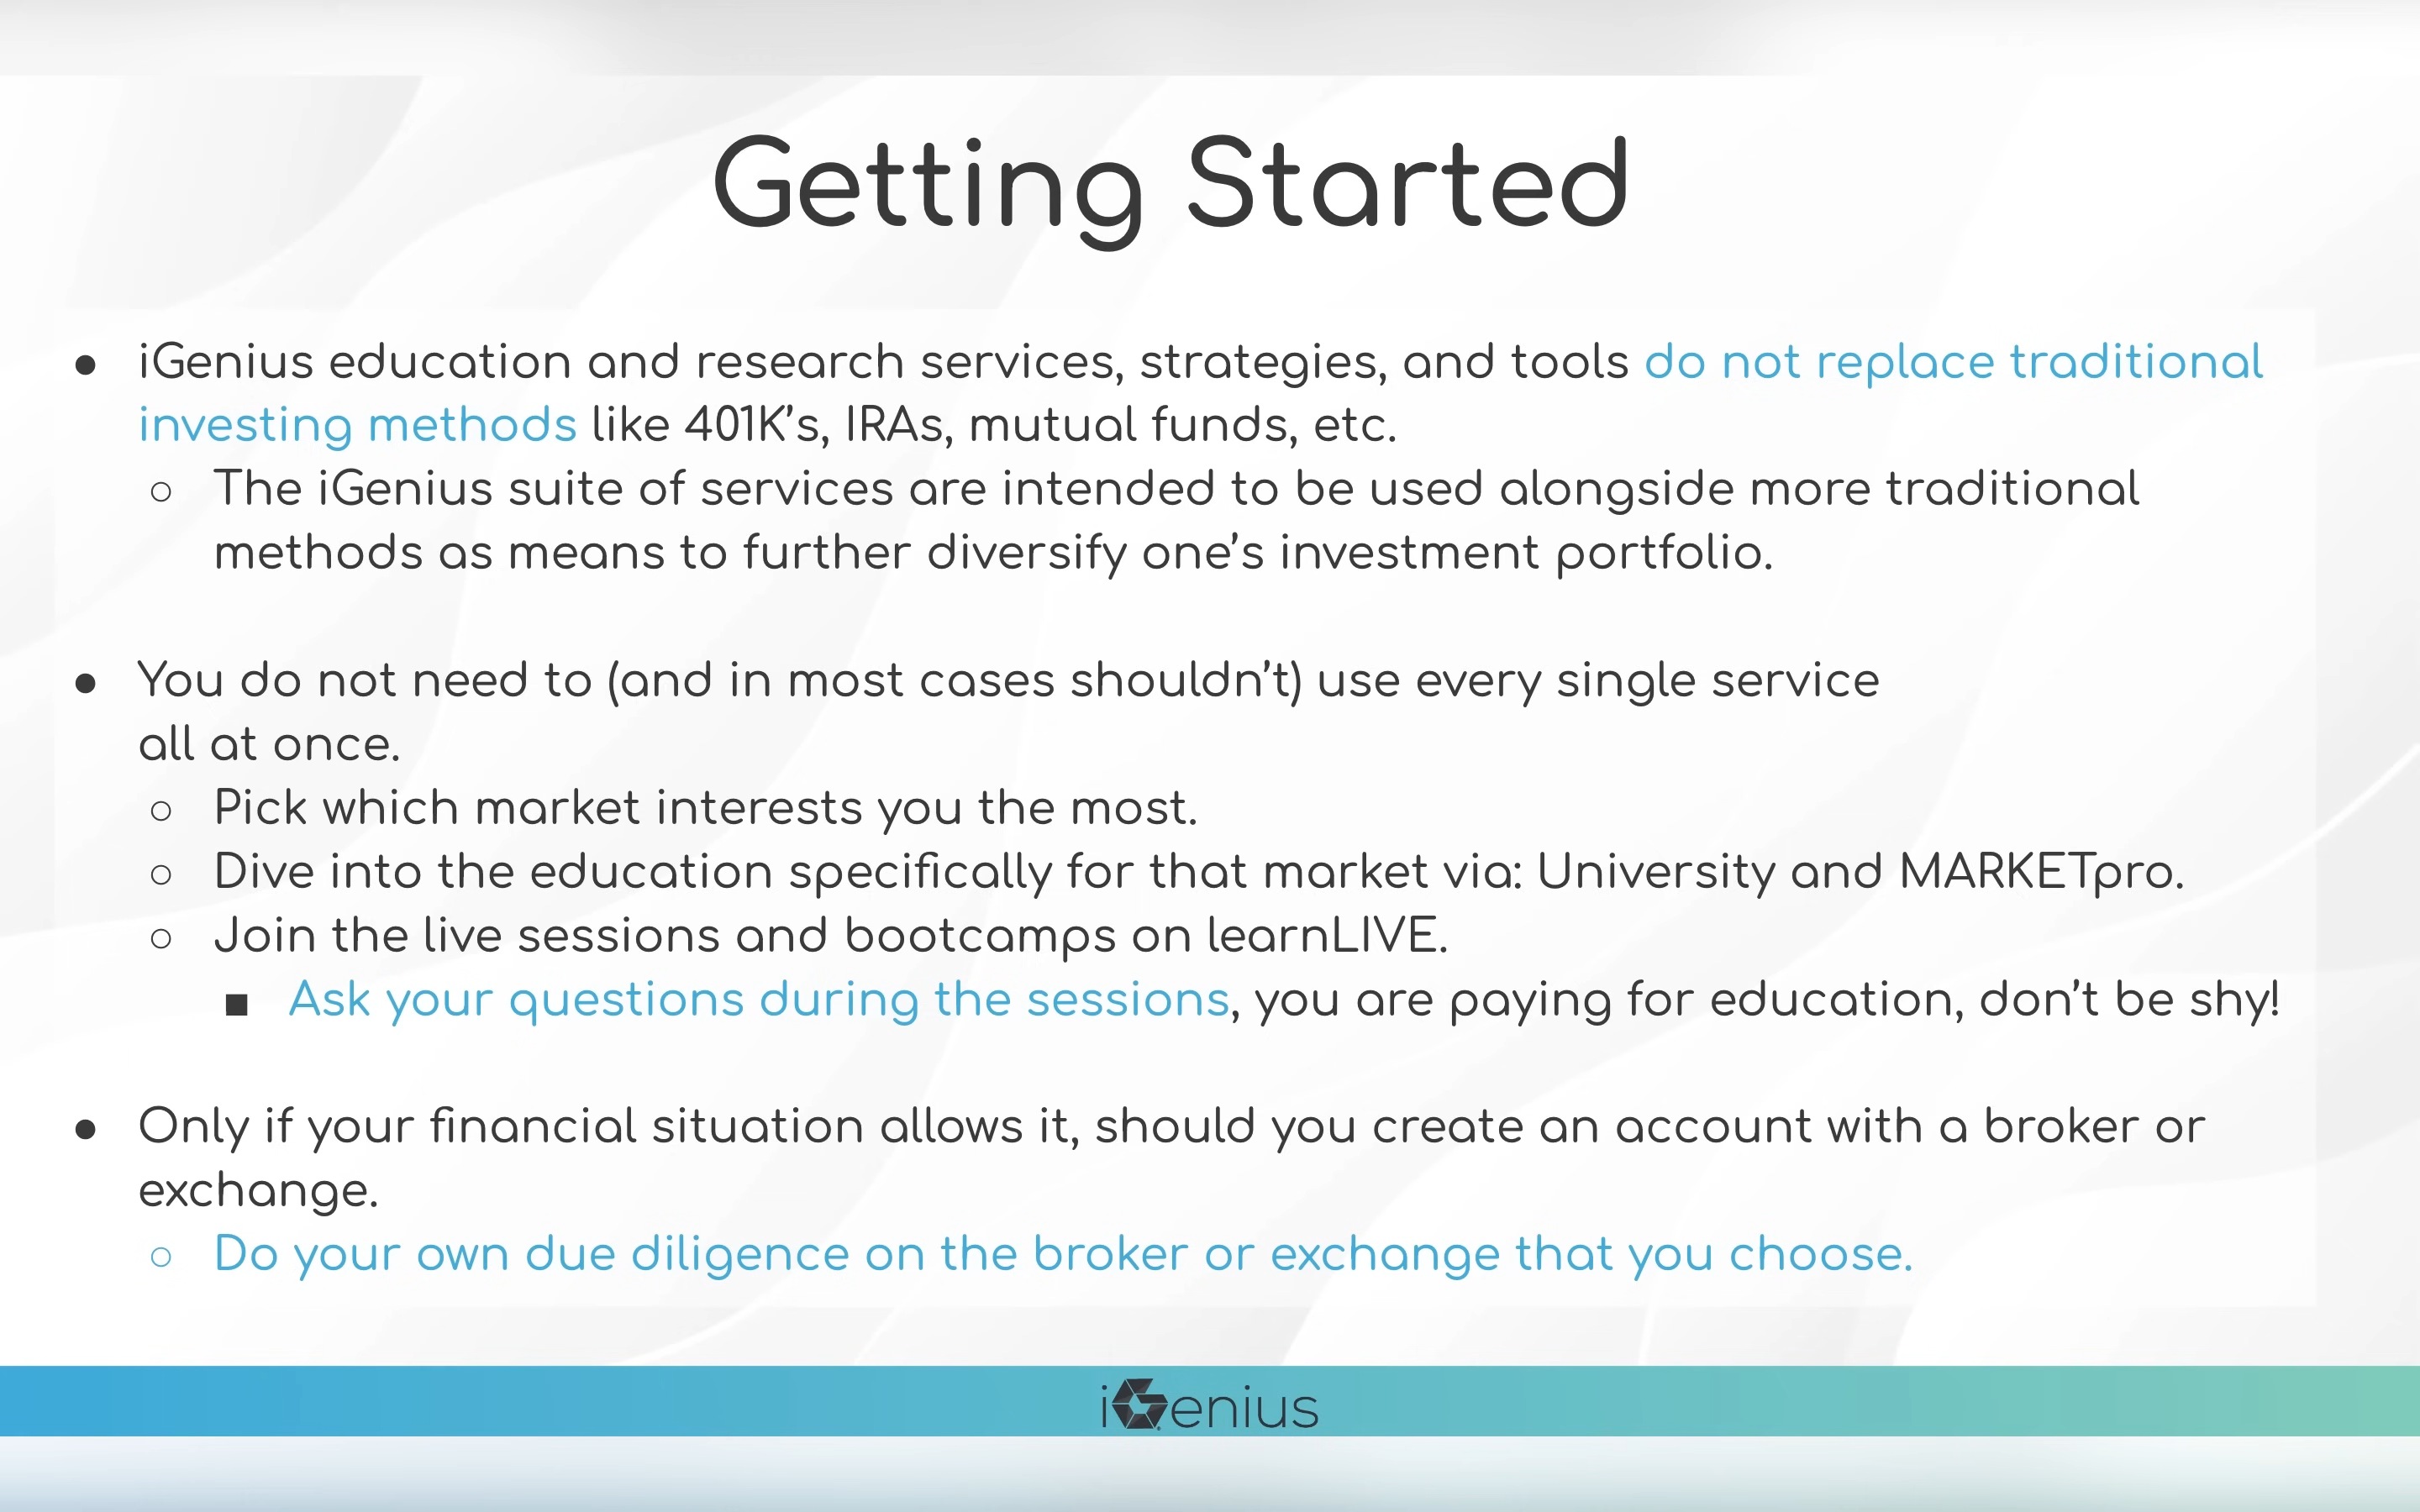 Getting Started
● iGenius education and research services, strategies, and tools do not replace traditional
investing methods like 401K’s, IRAs, mutual funds, etc.
○ The iGenius suite of services are intended to be used alongside more traditional
methods as means to further diversify one’s investment portfolio.
● You do not need to (and in most cases shouldn’t) use every single service
all at once.
○ Pick which market interests you the most.
○ Dive into the education specifically for that market via: University and MARKETpro.
○ Join the live sessions and bootcamps on learnLIVE.
■ Ask your questions during the sessions, you are paying for education, don’t be shy!
● Only if your financial situation allows it, should you create an account with a broker or
exchange.
○ Do your own due diligence on the broker or exchange that you choose.
iGenius